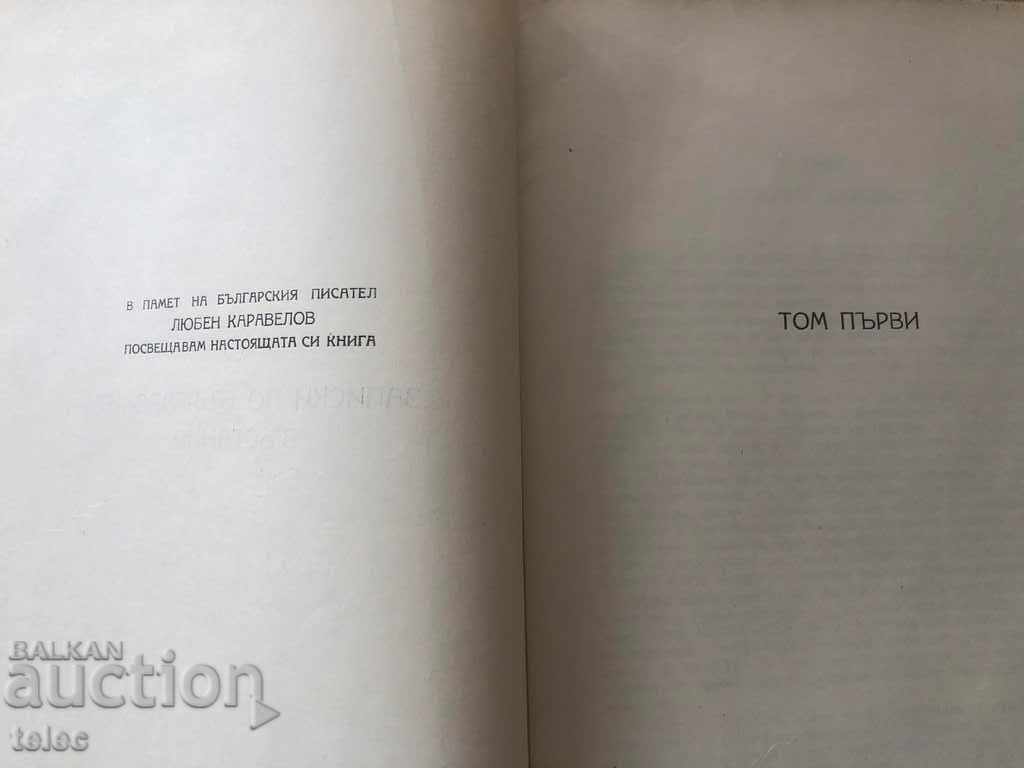 В ПАМЕТ НА БЪЛГАРСКИЯ ПИСАТЕЛ
ЛЮБЕН КАРАВЕЛОВ
ПОСВЕЩАВАМ НАСТОЯЩАТА СИ КНИГА
ТОМ ПЪРВИ
BALKAN
auction
teloc